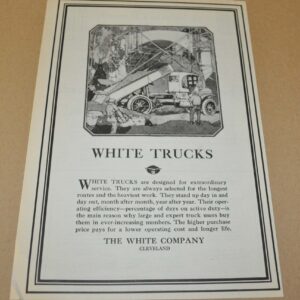 WHITE TRUCKS
WHITE TRUCKS are designed for extraordinary
service. They are always selected for the longest
routes and the heaviest work. They stand up day in and
day out, month after month, year after year. Their oper-
ating efficiency—percentage of days on active duty—is
the main reason why large and expert truck users buy
them in ever-increasing numbers. The higher purchase
price pays for a lower operating cost and longer life.
THE WHITE COMPANY
CLEVELAND